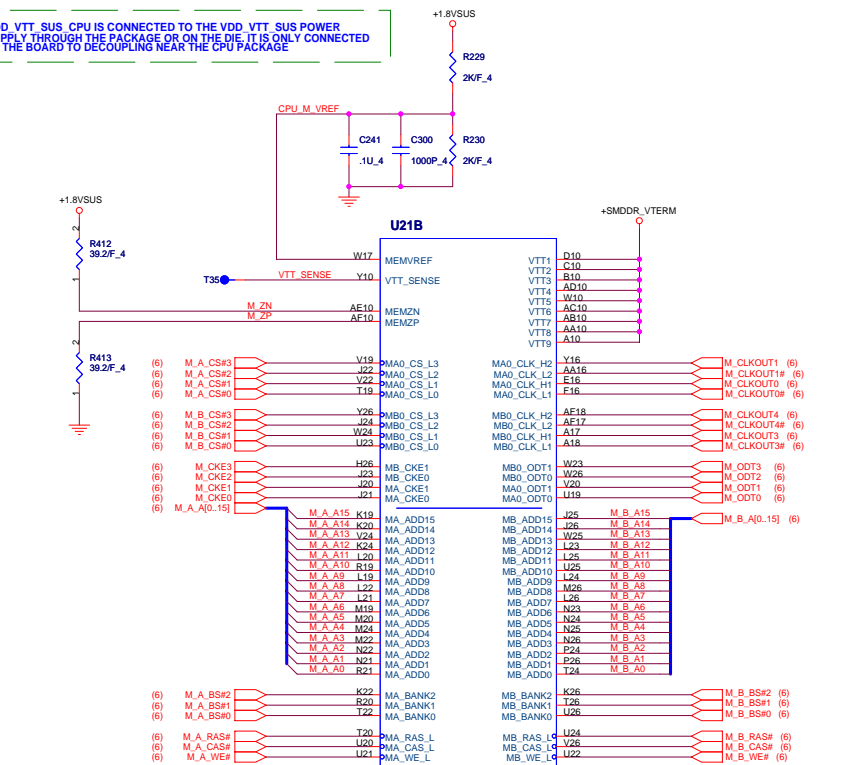 DD_VTT_SUS_CPU IS CONNECTED TO THE VDD_VTT_SUS POWER
PPLY THROUGH THE PACKAGE OR ON THE DIE. IT IS ONLY CONNECTED
THE BOARD TO DECOUPLING NEAR THE CPU PACKAGE
+1.8VSUS
R229
2K/F_4
CPU_M_VREF
C241
.1U_4
C300
1000P_4
R230
2K/F_4
+1.8VSUS
2
R412
39.2/F_4
1
2
R413
39.2/F_4
1
+SMDDR_VTERM
U21B
W17 MEMVREF
T35 VTT_SENSE Y10 VTT_SENSE
M_ZN AE10 MEMZN
M_ZP AF10 MEMZP
VTT1 D10
VTT2 C10
VTT3 B10
VTT4 AD10
VTT5 W10
VTT6 AC10
VTT7 AB10
VTT8 AA10
VTT9 A10
(6) M_A_CS#3 V19 MA0_CS_L3 MA0_CLK_H2 Y16 M_CLKOUT1 (6)
(6) M_A_CS#2 J22 MA0_CS_L2 MA0_CLK_L2 AA16 M_CLKOUT1# (6)
(6) M_A_CS#1 V22 MA0_CS_L1 MA0_CLK_H1 E16 M_CLKOUT0 (6)
(6) M_A_CS#0 T19 MA0_CS_L0 MA0_CLK_L1 F16 M_CLKOUT0# (6)
(6) M_B_CS#3 Y26 MB0_CS_L3 MB0_CLK_H2 AF18 M_CLKOUT4 (6)
(6) M_B_CS#2 J24 MB0_CS_L2 MB0_CLK_L2 AF17 M_CLKOUT4# (6)
(6) M_B_CS#1 W24 MB0_CS_L1 MB0_CLK_H1 A17 M_CLKOUT3 (6)
(6) M_B_CS#0 U23 MB0_CS_L0 MB0_CLK_L1 A18 M_CLKOUT3# (6)
(6) M_CKE3 H26 MB_CKE1 MB0_ODT1 W23 M_ODT3 (6)
(6) M_CKE2 J23 MB_CKE0 MB0_ODT0 W26 M_ODT2 (6)
(6) M_CKE1 J20 MA_CKE1 MA0_ODT1 V20 M_ODT1 (6)
(6) M_CKE0 J21 MA_CKE0 MA0_ODT0 U19 M_ODT0 (6)
(6) M_A_A[0..15]
M_A_A15 K19 MA_ADD15 MB_ADD15 J25 M_B_A15 M_B_A[0..15] (6)
M_A_A14 K20 MA_ADD14 MB_ADD14 J26 M_B_A14
M_A_A13 V24 MA_ADD13 MB_ADD13 W25 M_B_A13
M_A_A12 K24 MA_ADD12 MB_ADD12 L23 M_B_A12
M_A_A11 L20 MA_ADD11 MB_ADD11 L25 M_B_A11
M_A_A10 R19 MA_ADD10 MB_ADD10 U25 M_B_A10
M_A_A9 L19 MA_ADD9 MB_ADD9 L24 M_B_A9
M_A_A8 L22 MA_ADD8 MB_ADD8 M26 M_B_A8
M_A_A7 L21 MA_ADD7 MB_ADD7 L26 M_B_A7
M_A_A6 M19 MA_ADD6 MB_ADD6 N23 M_B_A6
M_A_A5 M20 MA_ADD5 MB_ADD5 N24 M_B_A5
M_A_A4 M24 MA_ADD4 MB_ADD4 N25 M_B_A4
M_A_A3 M22 MA_ADD3 MB_ADD3 N26 M_B_A3
M_A_A2 N22 MA_ADD2 MB_ADD2 P24 M_B_A2
M_A_A1 N21 MA_ADD1 MB_ADD1 P26 M_B_A1
M_A_A0 R21 MA_ADD0 MB_ADD0 T24 M_B_A0
(6) M_A_BS#2 K22 MA_BANK2 MB_BANK2 K26 M_B_BS#2 (6)
(6) M_A_BS#1 R20 MA_BANK1 MB_BANK1 T26 M_B_BS#1 (6)
(6) M_A_BS#0 T22 MA_BANK0 MB_BANK0 U26 M_B_BS#0 (6)
(6) M_A_RAS# T20 MA_RAS_L MB_RAS_L U24 M_B_RAS# (6)
(6) M_A_CAS# U20 MA_CAS_L MB_CAS_L V26 M_B_CAS# (6)
(6) M_A_WE# U21 MA_WE_L MB_WE_L U22 M_B_WE# (6)